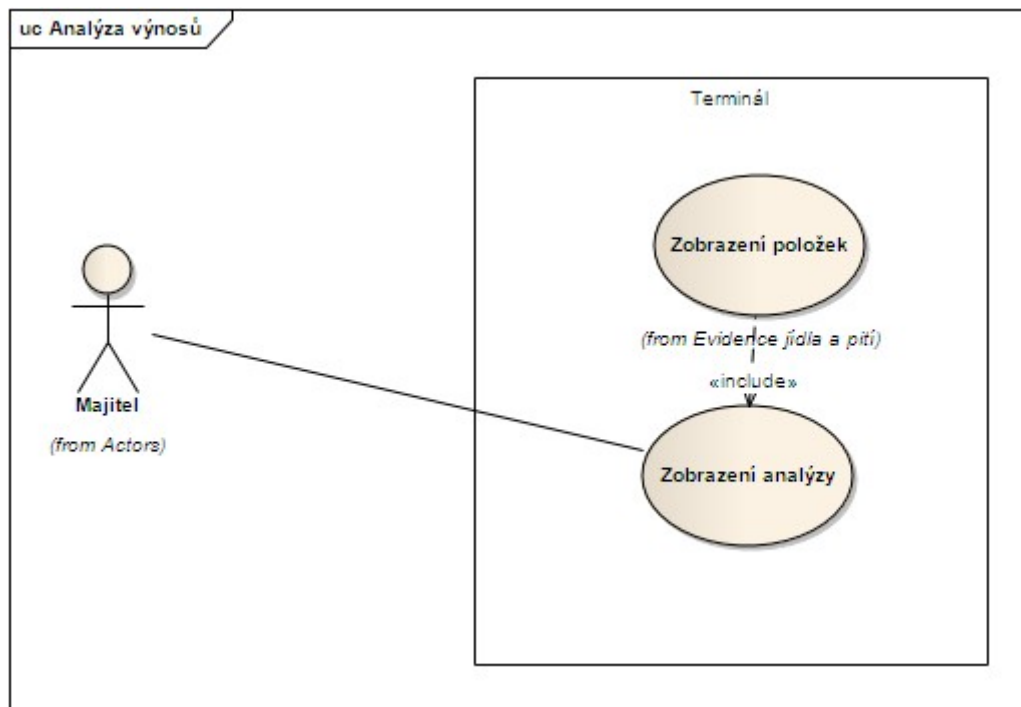 uc Analýza výnosů
Terminál
Zobrazení položek
(from Evidence jídla a pití)
«include»
Majitel
(from Actors)
Zobrazení analýzy